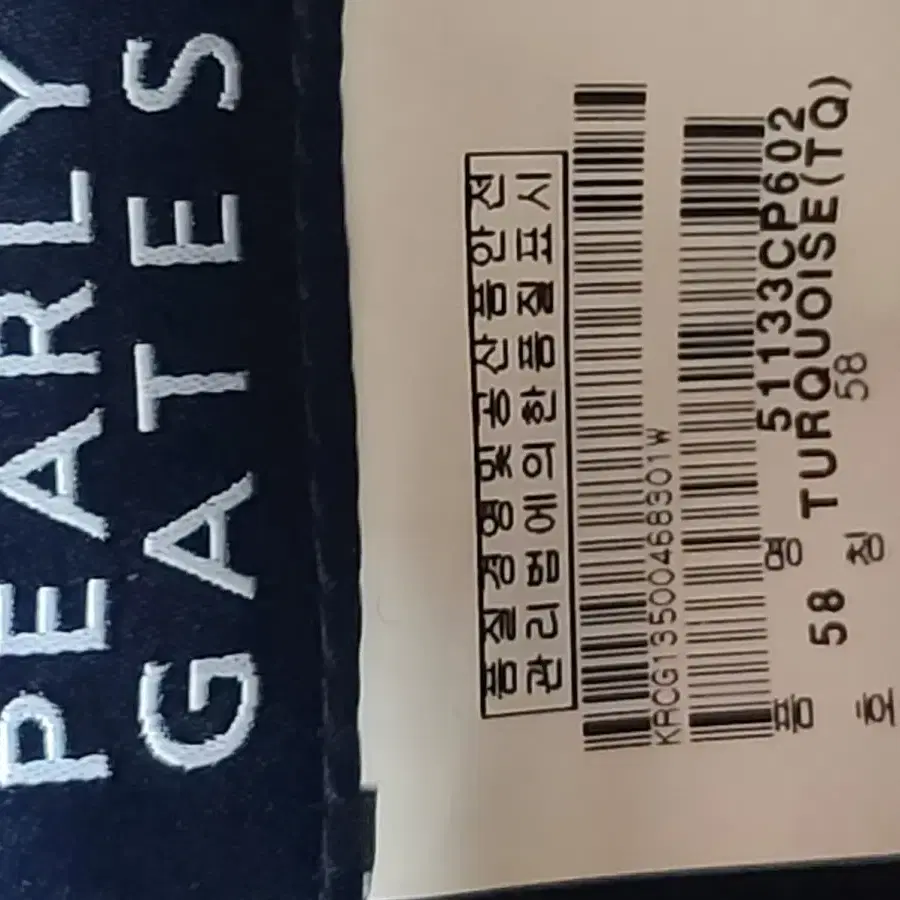 PEARLY
GATES
품질경영 및 공산품안전
관리법에 의한 품질표시
KRCG13500468301W
품 명 51133CP602
58 TURQUOISE(TQ)
호 칭 58